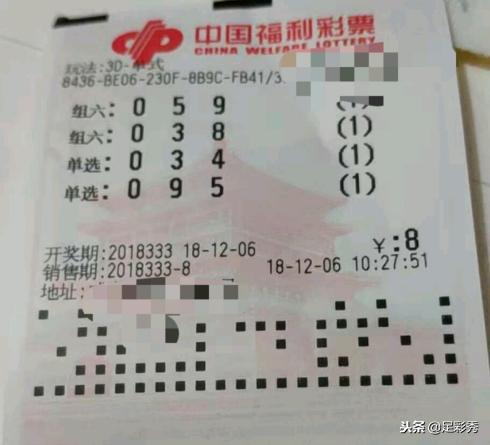 中国福利彩票
CHINA WELFARE LOTTERY
玩法:3D-单式
8436-BE06-230F-8B9C-FB41/3
组六: 0 5 9 (1)
组六: 0 3 8 (1)
单选: 0 3 4 (1)
单选: 0 9 5 (1)
开奖期:2018333 18-12-06 ¥:8
销售期:2018333-8 18-12-06 10:27:51
地址:
头条@足彩秀